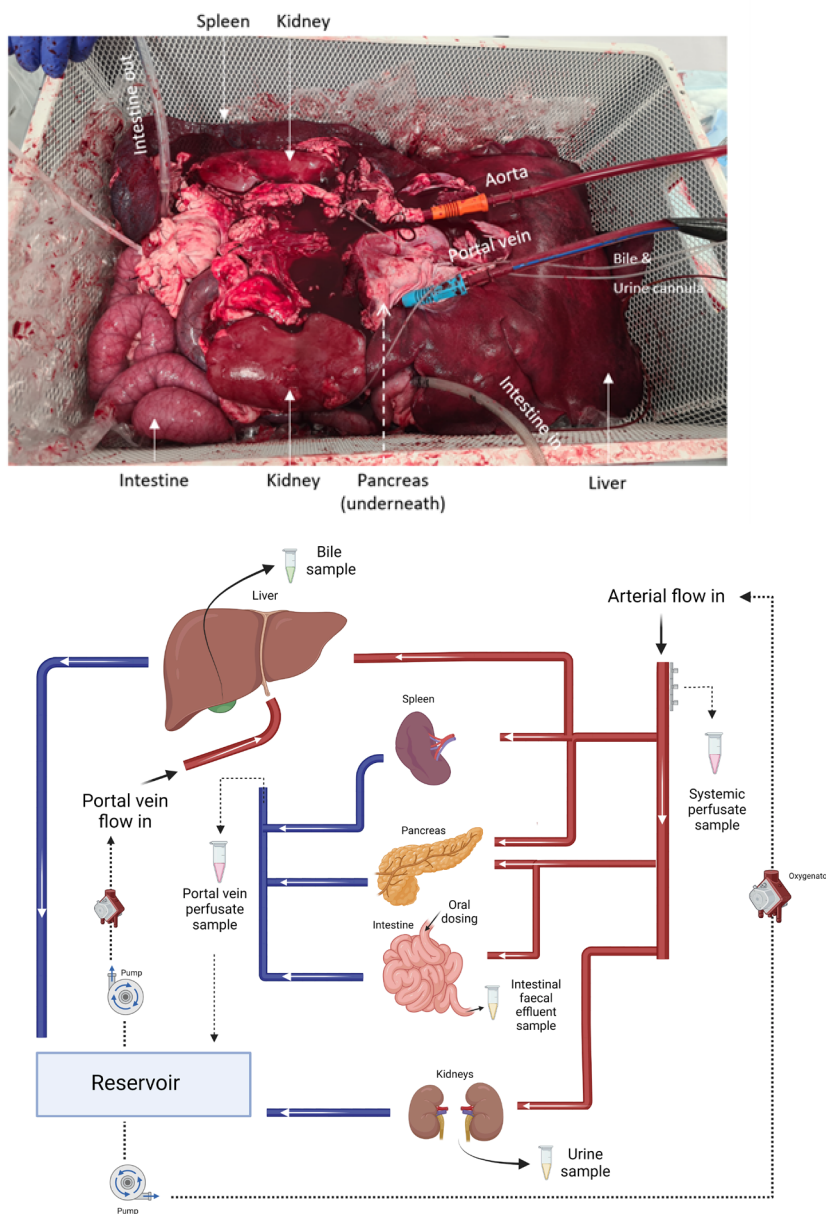 Spleen
Kidney
Intestine out
Aorta
Portal vein
Bile &
Urine cannula
Intestine in
Intestine
Kidney
Pancreas
(underneath)
Liver
Bile
sample
Liver
Arterial flow in
Spleen
Systemic
perfusate
sample
Portal vein
flow in
Pancreas
Portal vein
perfusate
sample
Oral
dosing
Intestine
Oxygenato
Pump
Intestinal
faecal
effluent
sample
Reservoir
Kidneys
Urine
sample
Pump